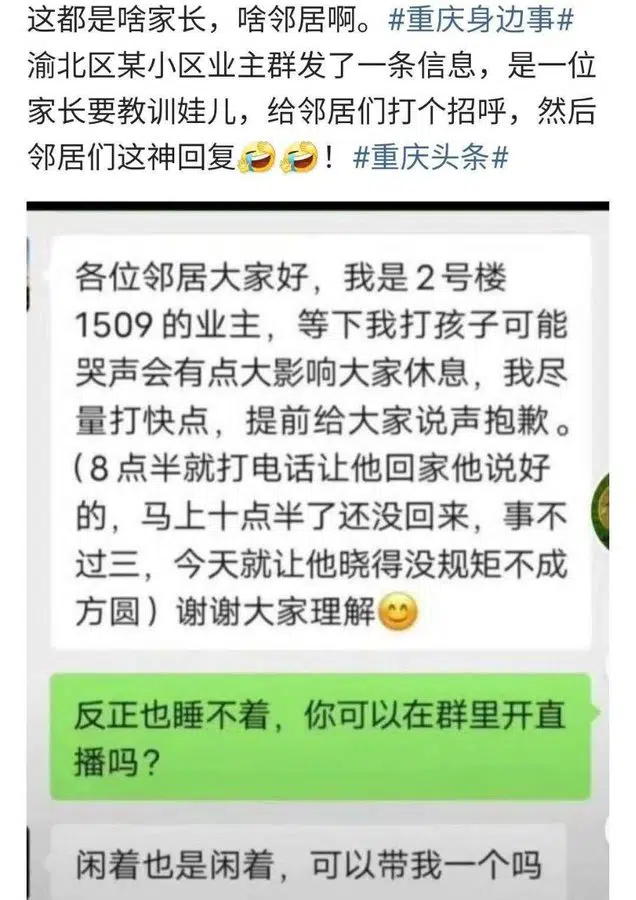 这都是啥家长，啥邻居啊。#重庆身边事#
渝北区某小区业主群发了一条信息，是一位
家长要教训娃儿，给邻居们打个招呼，然后
邻居们这神回复🤣🤣！#重庆头条#
各位邻居大家好，我是2号楼
1509的业主，等下我打孩子可能
哭声会有点大影响大家休息，我尽
量打快点，提前给大家说声抱歉。
(8点半就打电话让他回家他说好
的，马上十点半了还没回来，事不
过三，今天就让他晓得没规矩不成
方圆）谢谢大家理解😊
反正也睡不着，你可以在群里开直
播吗？
闲着也是闲着，可以带我一个吗